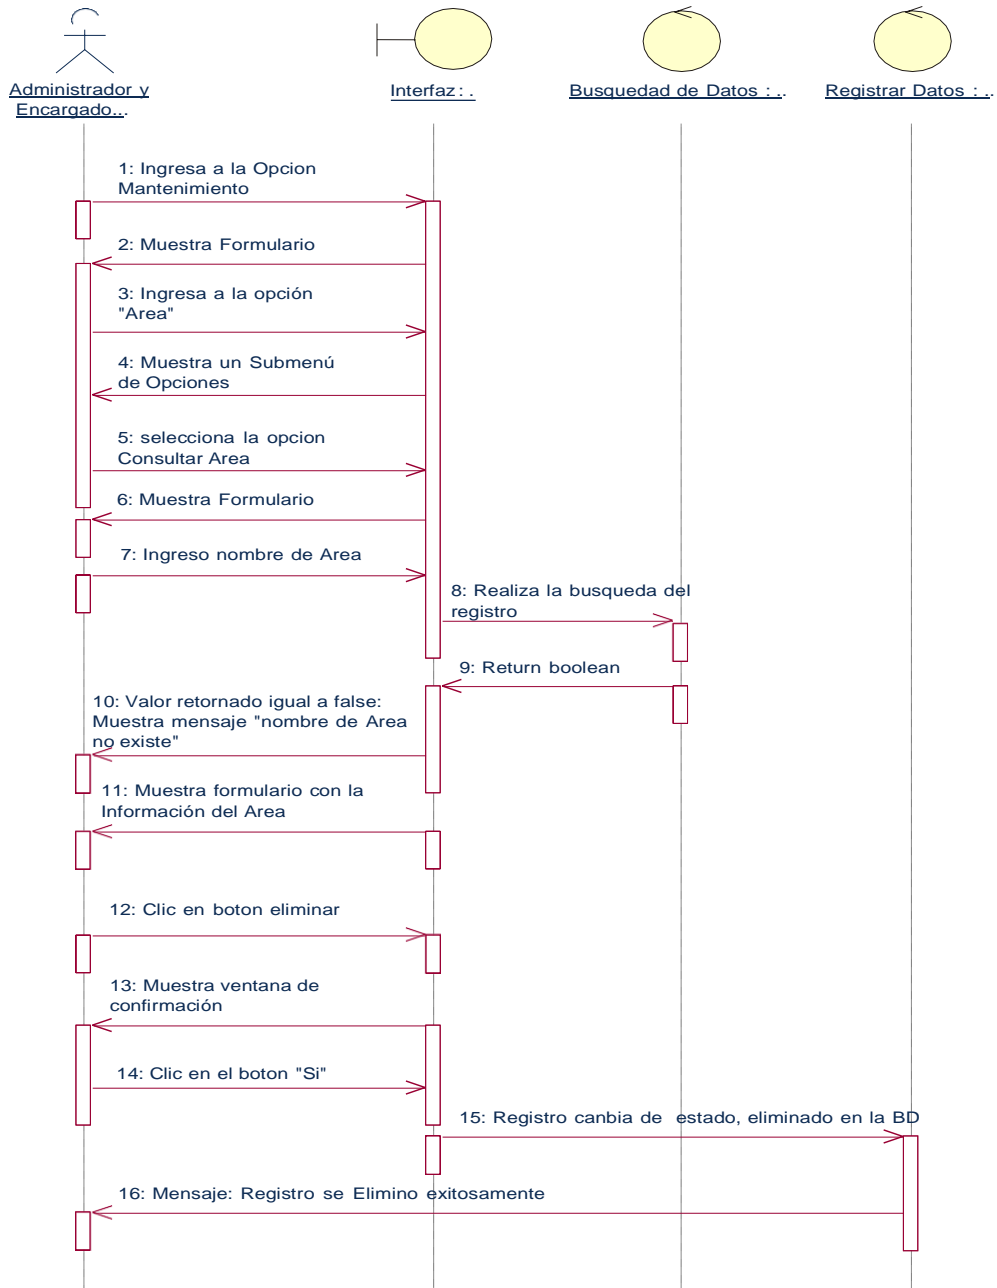 Administrador y
Encargado...
Interfaz : .
Busquedad de Datos : ..
Registrar Datos : ..
1: Ingresa a la Opcion
Mantenimiento
2: Muestra Formulario
3: Ingresa a la opción
"Area"
4: Muestra un Submenú
de Opciones
5: selecciona la opcion
Consultar Area
6: Muestra Formulario
7: Ingreso nombre de Area
8: Realiza la busqueda del
registro
9: Return boolean
10: Valor retornado igual a false:
Muestra mensaje "nombre de Area
no existe"
11: Muestra formulario con la
Información del Area
12: Clic en boton eliminar
13: Muestra ventana de
confirmación
14: Clic en el boton "Si"
15: Registro canbia de estado, eliminado en la BD
16: Mensaje: Registro se Elimino exitosamente